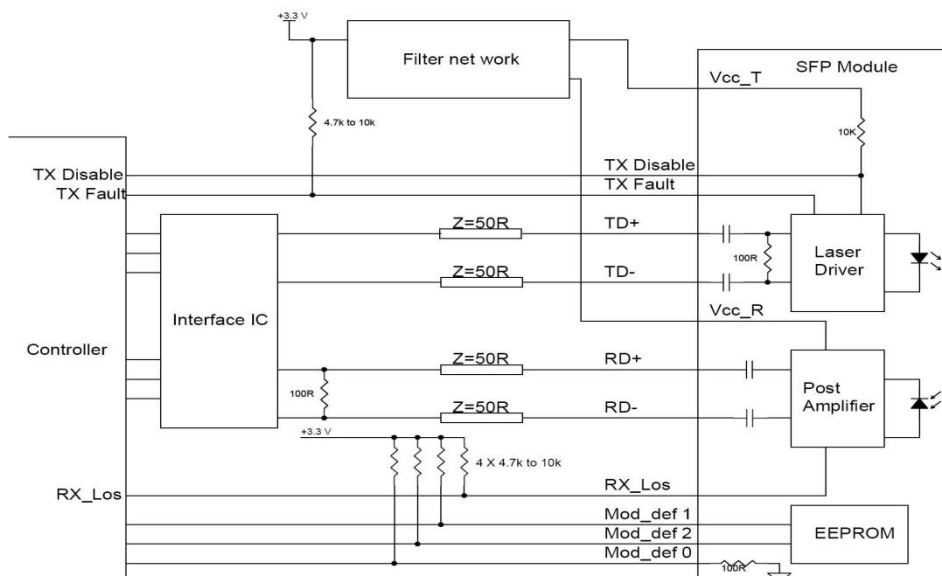 +3.3 V
Filter net work
SFP Module
Vcc_T
4.7k to 10k
10K
TX Disable
TX Disable
TX Fault
TX Fault
Z=50R
TD+
100R
Laser
Driver
Z=50R
TD-
Interface IC
Vcc_R
Controller
Z=50R
RD+
100R
Post
Amplifier
Z=50R
RD-
+3.3 V
4 X 4.7k to 10k
RX_Los
RX_Los
Mod_def 1
Mod_def 2
EEPROM
Mod_def 0
100R